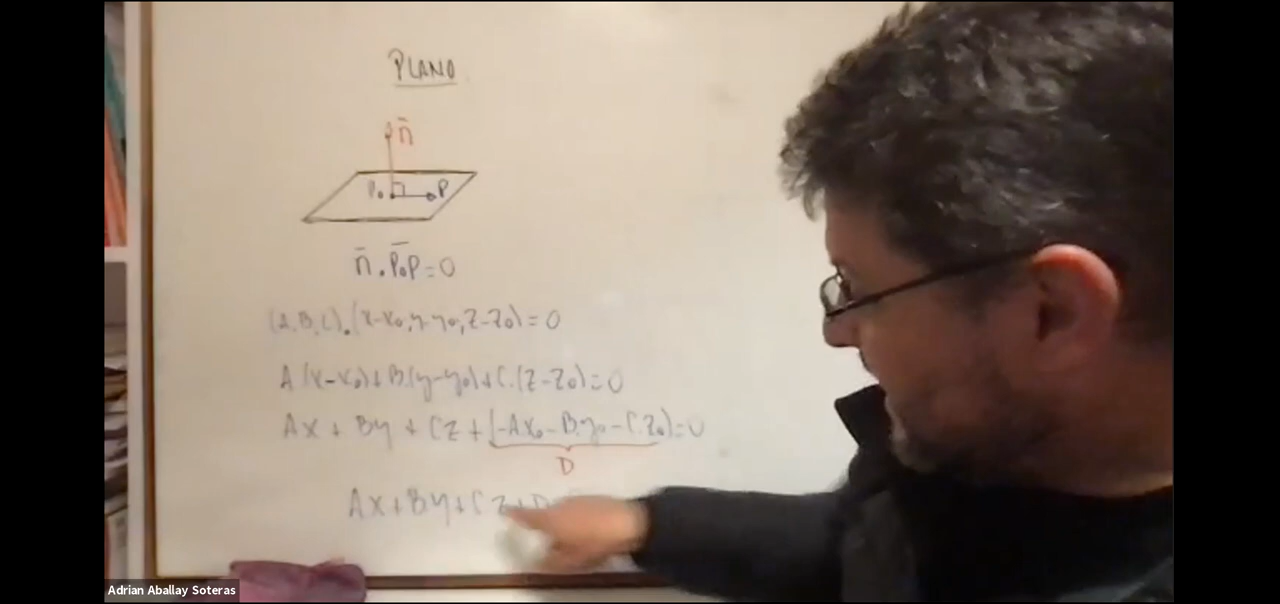 PLANO
n̄
P₀ P
n̄ . P₀P = 0
(A,B,C).(x-x₀,y-y₀,z-z₀)=0
A(x-x₀)+B.(y-y₀)+C.(z-z₀)=0
Ax + By + Cz + (-Ax₀-B.y₀-C.z₀)=0
D
Ax+By+Cz+D
Adrian Aballay Soteras